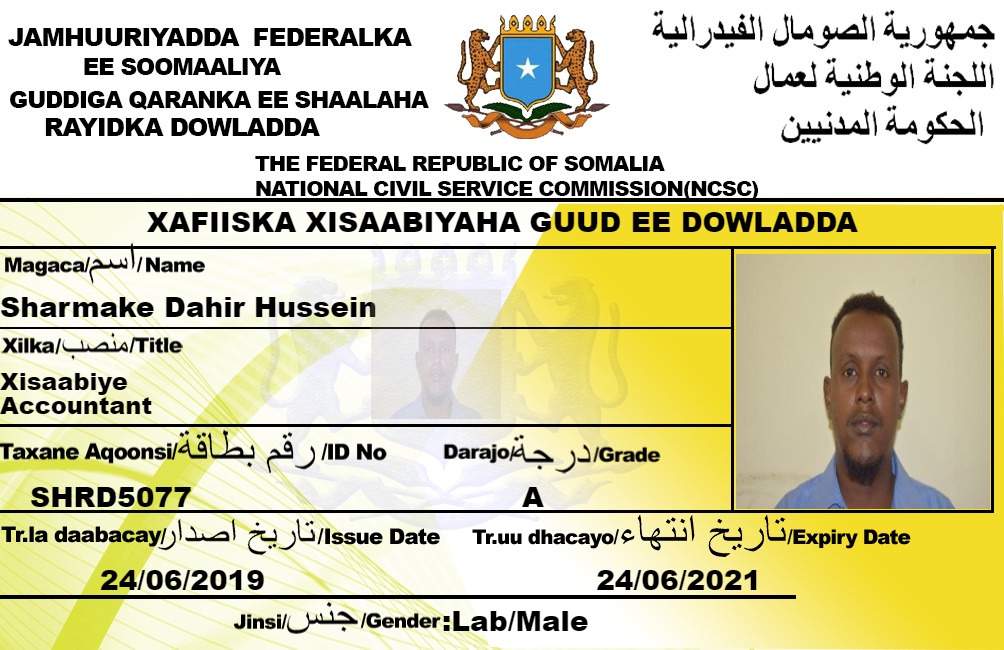 JAMHUURIYADDA FEDERALKA
EE SOOMAALIYA
GUDDIGA QARANKA EE SHAALAHA
RAYIDKA DOWLADDA
جمهورية الصومال الفيدرالية
اللجنة الوطنية لعمال
الحكومة المدنيين
THE FEDERAL REPUBLIC OF SOMALIA
NATIONAL CIVIL SERVICE COMMISSION(NCSC)
XAFIISKA XISAABIYAHA GUUD EE DOWLADDA
Magaca/اسم/Name
Sharmake Dahir Hussein
Xilka/منصب/Title
Xisaabiye
Accountant
Taxane Aqoonsi/رقم بطاقة/ID No
SHRD5077
Darajo/درجة/Grade
A
Tr.la daabacay/تاريخ اصدار/Issue Date
24/06/2019
Tr.uu dhacayo/تاريخ انتهاء/Expiry Date
24/06/2021
Jinsi/جنس/Gender:Lab/Male